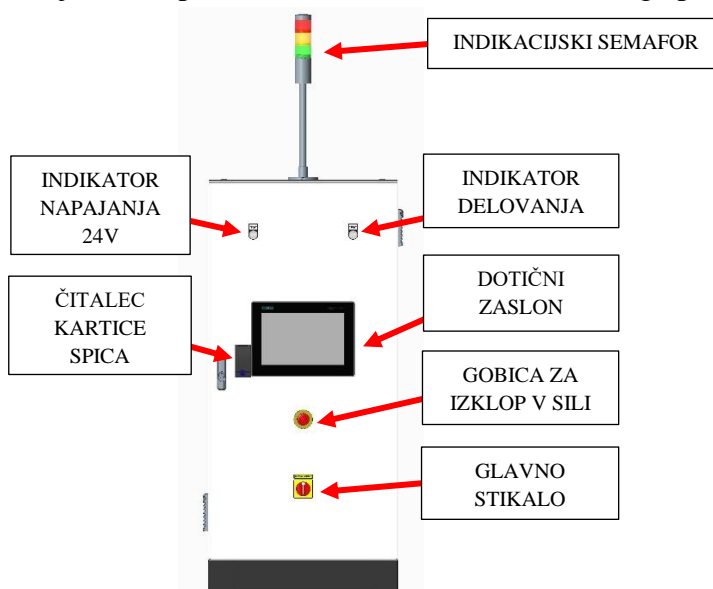 INDIKACIJSKI SEMAFOR
INDIKATOR
NAPAJANJA
24V
INDIKATOR
DELOVANJA
ČITALEC
KARTICE
SPICA
DOTIČNI
ZASLON
GOBICA ZA
IZKLOP V SILI
GLAVNO
STIKALO